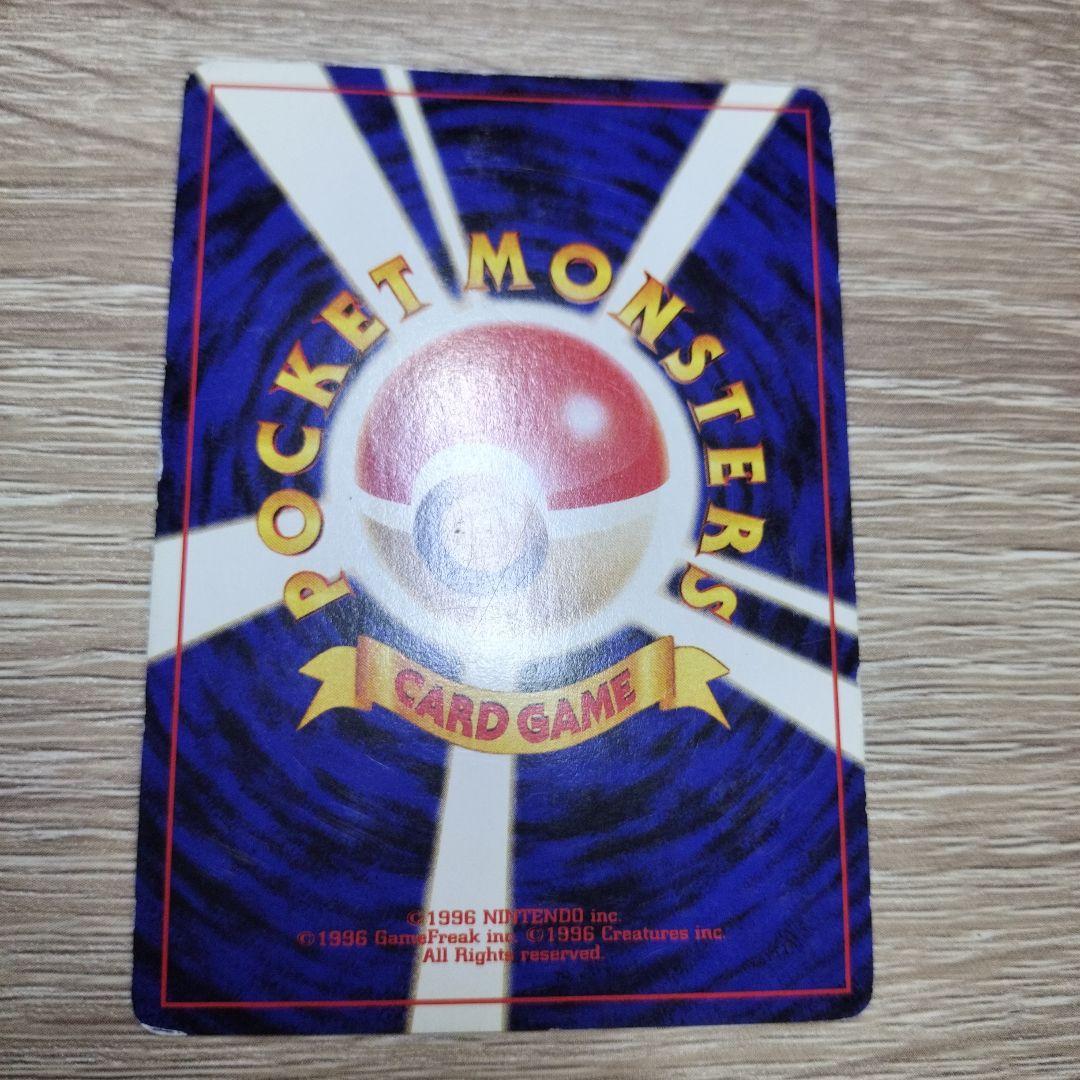 POCKET MONSTERS
CARD GAME
©1996 NINTENDO inc.
©1996 GameFreak inc. ©1996 Creatures inc.
All Rights reserved.